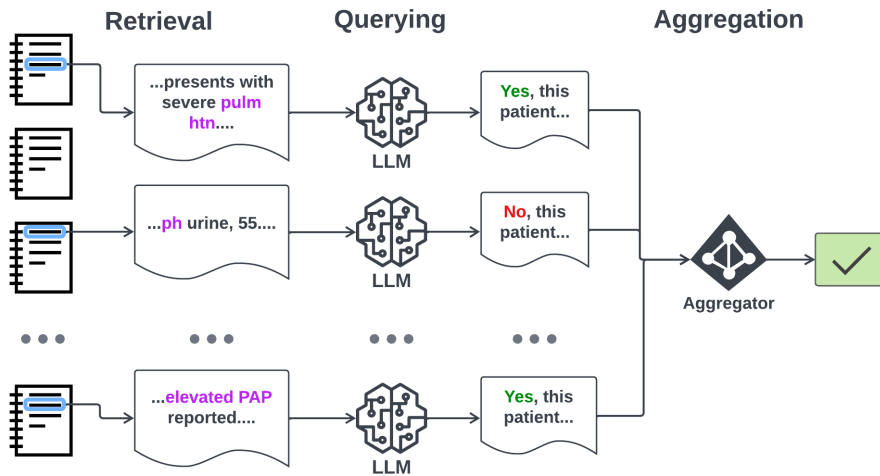 Retrieval
Querying
Aggregation
...presents with
severe pulm
htn....
LLM
Yes, this
patient...
...ph urine, 55....
LLM
No, this
patient...
Aggregator
...elevated PAP
reported....
LLM
Yes, this
patient...